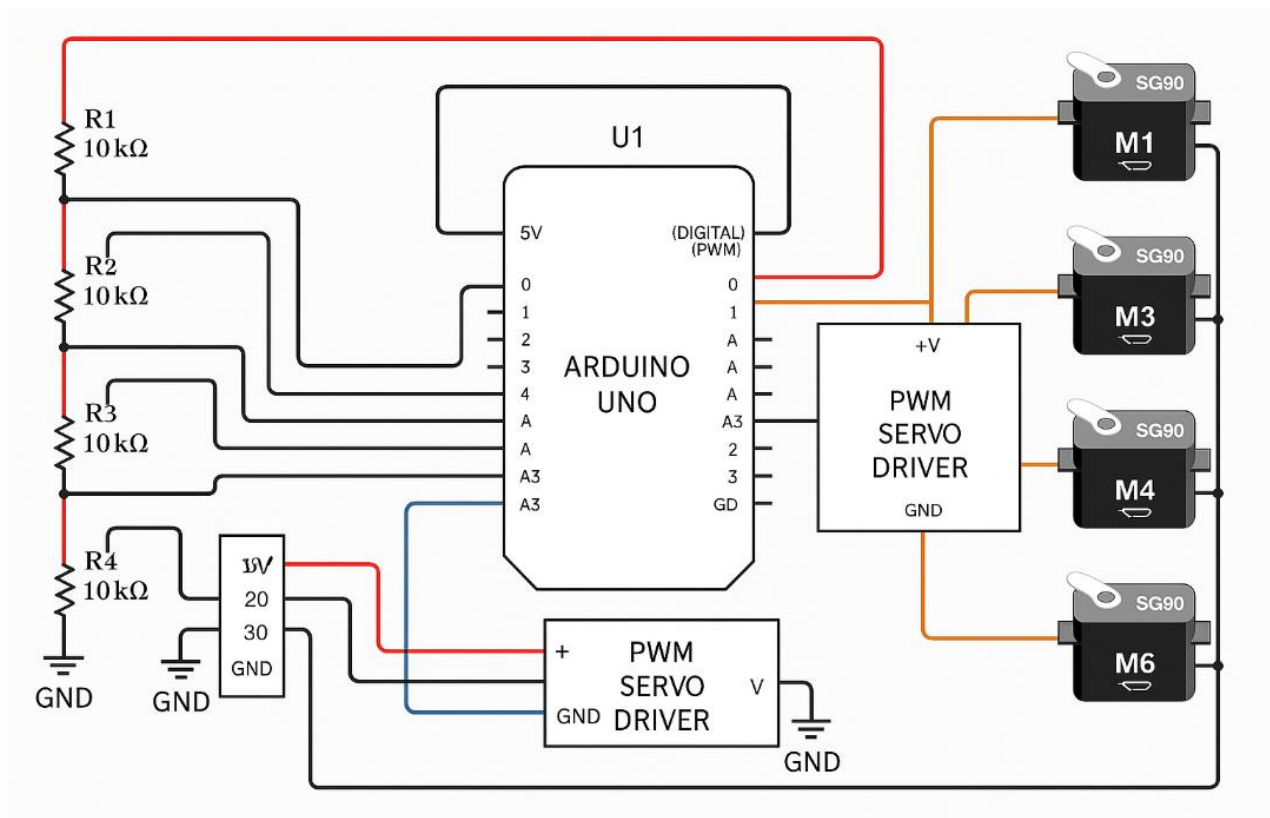 R1
10 kΩ
R2
10 kΩ
R3
10 kΩ
R4
10 kΩ
GND
GND
20
30
GND
U1
ARDUINO
UNO
5V
0
1
2
3
4
A
A
A3
A3
(DIGITAL)
(PWM)
0
1
A
A
A
A3
2
3
GD
+V
PWM
SERVO
DRIVER
GND
+
PWM
SERVO
DRIVER
GND
V
GND
SG90
M1
SG90
M3
SG90
M4
SG90
M6